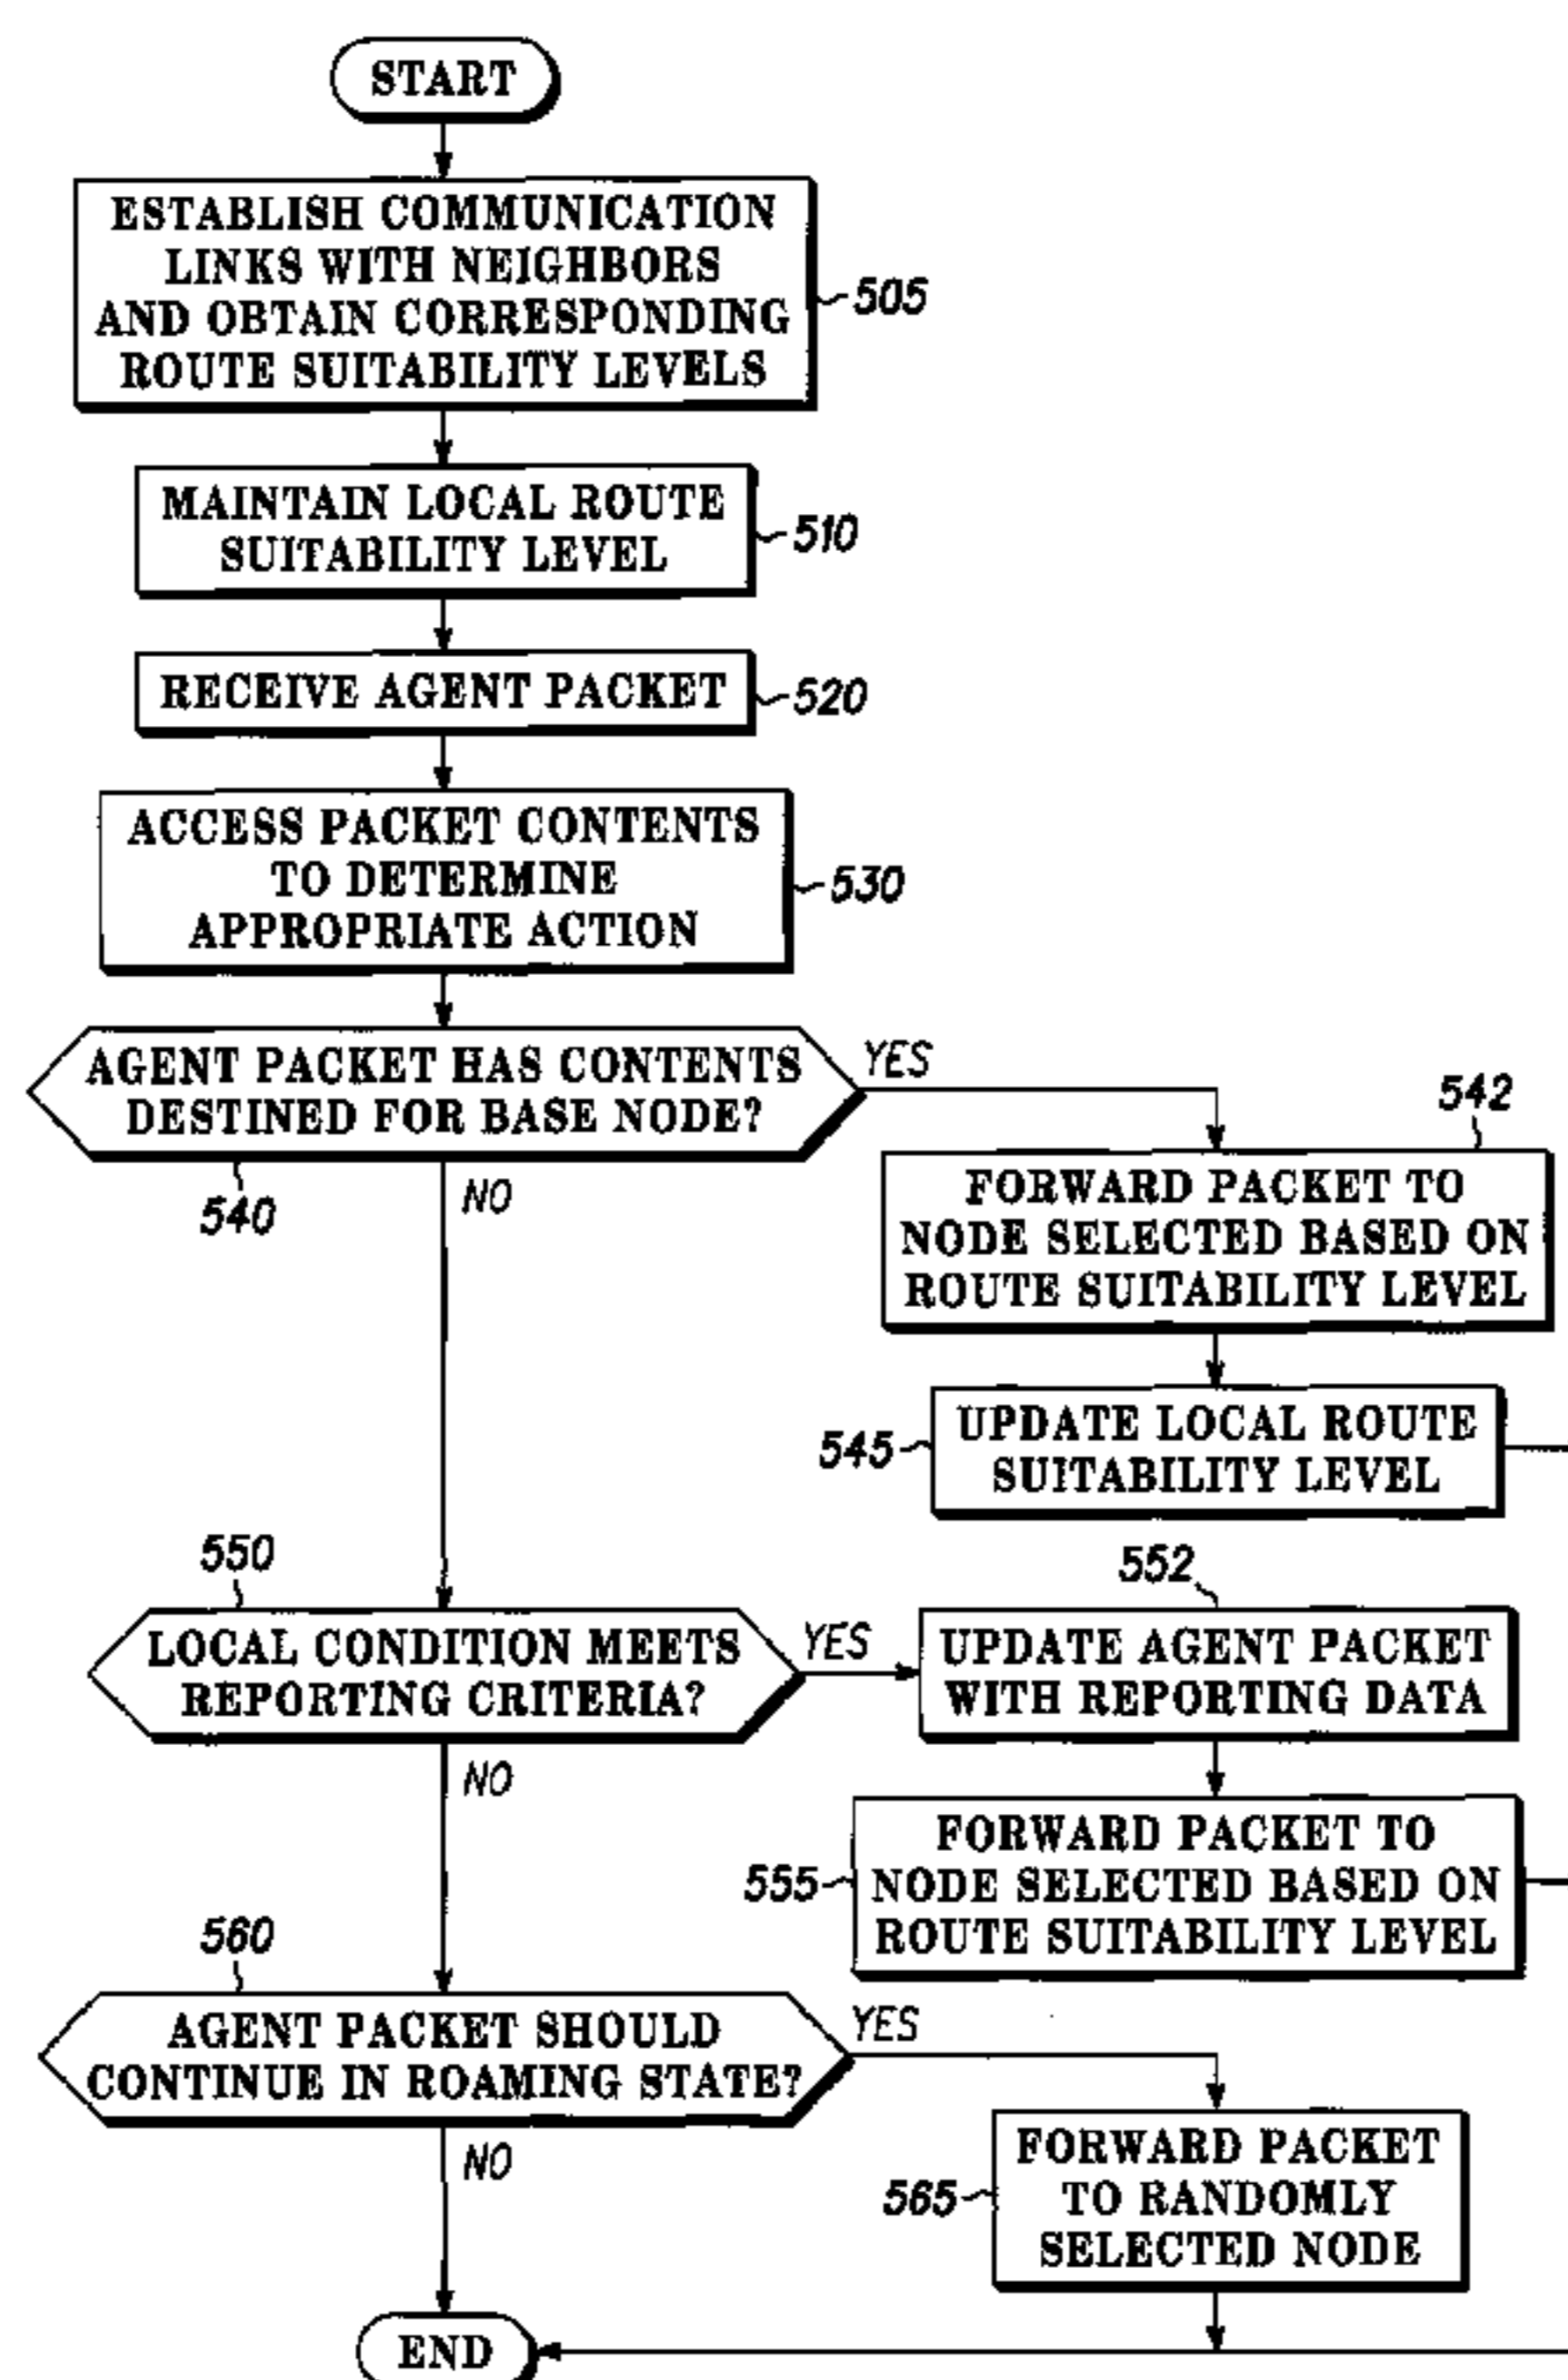 START
ESTABLISH COMMUNICATION
LINKS WITH NEIGHBORS
AND OBTAIN CORRESPONDING
ROUTE SUITABILITY LEVELS
505
MAINTAIN LOCAL ROUTE
SUITABILITY LEVEL
510
RECEIVE AGENT PACKET
520
ACCESS PACKET CONTENTS
TO DETERMINE
APPROPRIATE ACTION
530
AGENT PACKET HAS CONTENTS
DESTINED FOR BASE NODE?
540
YES
NO
542
FORWARD PACKET TO
NODE SELECTED BASED ON
ROUTE SUITABILITY LEVEL
545
UPDATE LOCAL ROUTE
SUITABILITY LEVEL
550
LOCAL CONDITION MEETS
REPORTING CRITERIA?
YES
NO
552
UPDATE AGENT PACKET
WITH REPORTING DATA
555
FORWARD PACKET TO
NODE SELECTED BASED ON
ROUTE SUITABILITY LEVEL
560
AGENT PACKET SHOULD
CONTINUE IN ROAMING STATE?
YES
NO
565
FORWARD PACKET
TO RANDOMLY
SELECTED NODE
END